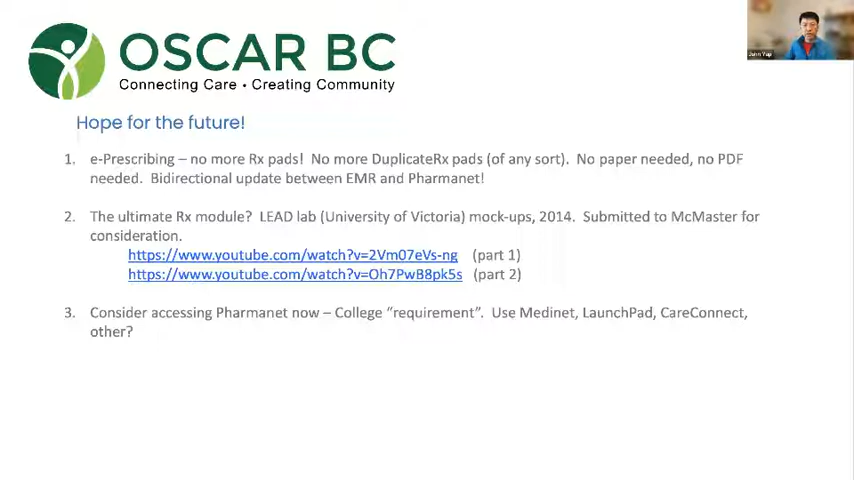 OSCAR BC
Connecting Care • Creating Community
Hope for the future!
1. e-Prescribing – no more Rx pads! No more DuplicateRx pads (of any sort). No paper needed, no PDF
needed. Bidirectional update between EMR and Pharmanet!
2. The ultimate Rx module? LEAD lab (University of Victoria) mock-ups, 2014. Submitted to McMaster for
consideration.
https://www.youtube.com/watch?v=2Vm07eVs-ng (part 1)
https://www.youtube.com/watch?v=Oh7PwB8pk5s (part 2)
3. Consider accessing Pharmanet now – College “requirement”. Use Medinet, LaunchPad, CareConnect,
other?